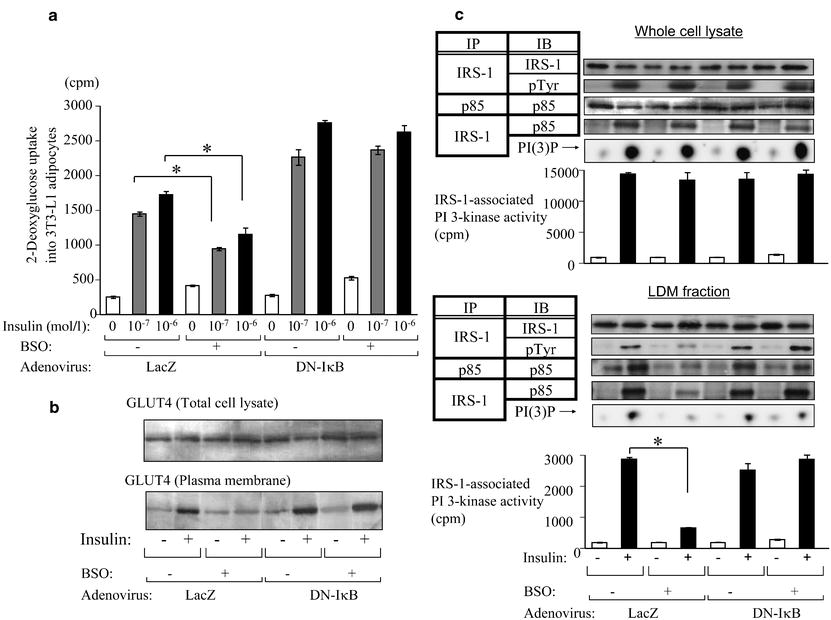 a
(cpm)
2-Deoxyglucose uptake
into 3T3-L1 adipocytes
3000
2500
2000
1500
1000
500
0
*
*
Insulin (mol/l): 0 10-7 10-6 0 10-7 10-6 0 10-7 10-6 0 10-7 10-6
BSO: - + - +
Adenovirus: LacZ DN-IκB
b
GLUT4 (Total cell lysate)
GLUT4 (Plasma membrane)
Insulin: - + - + - + - +
BSO: - + - +
Adenovirus: LacZ DN-IκB
c
Whole cell lysate
IP IB
IRS-1 IRS-1
pTyr
p85 p85
IRS-1 p85
PI(3)P →
IRS-1-associated
PI 3-kinase activity
(cpm)
15000
10000
5000
0
LDM fraction
IP IB
IRS-1 IRS-1
pTyr
p85 p85
IRS-1 p85
PI(3)P →
IRS-1-associated
PI 3-kinase activity
(cpm)
3000
2000
1000
0
*
Insulin: - + - + - + - +
BSO: - + - +
Adenovirus: LacZ DN-IκB